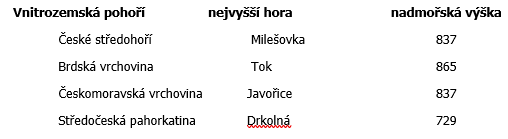 Vnitrozemská pohoří nejvyšší hora nadmořská výška
České středohoří Milešovka 837
Brdská vrchovina Tok 865
Českomoravská vrchovina Javořice 837
Středočeská pahorkatina Drkolná 729